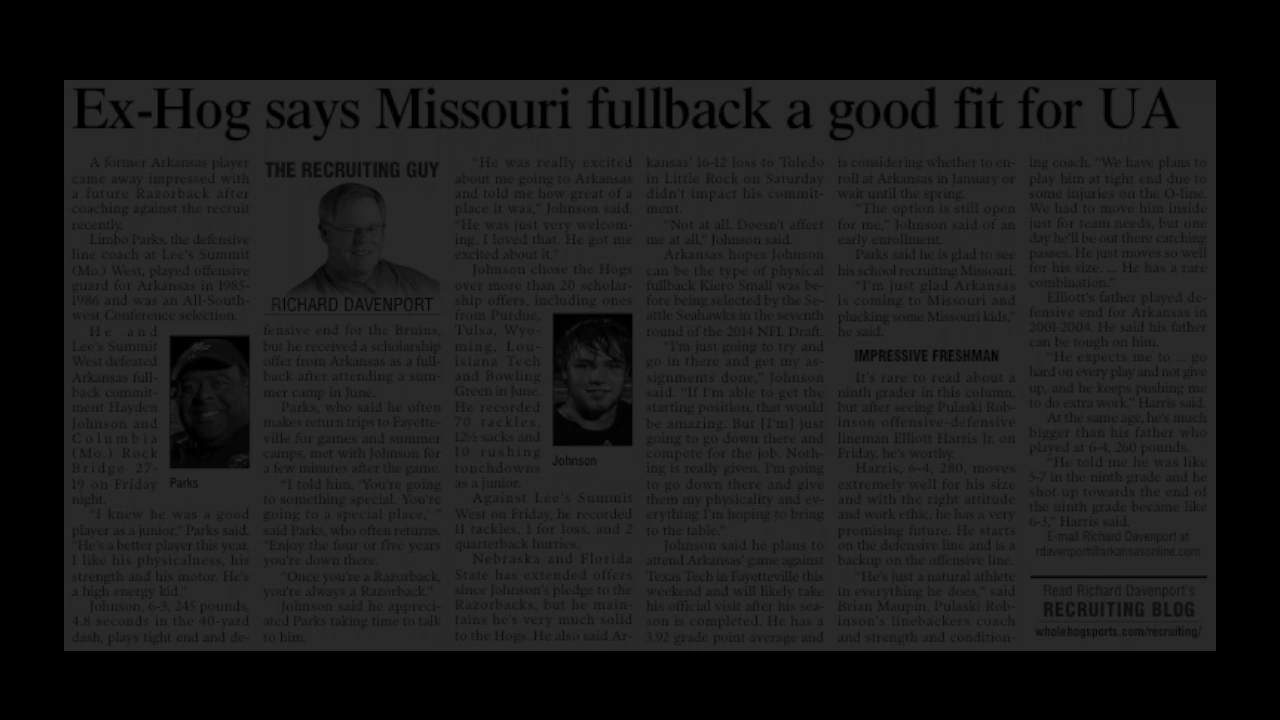 Ex-Hog says Missouri fullback a good fit for UA
A former Arkansas player
came away impressed with
a future Razorback after
coaching against the recruit
recently.
Limbo Parks, the defensive
line coach at Lee's Summit
(Mo.) West, played offensive
guard for Arkansas in 1985-
1986 and was an All-South-
west Conference selection.
He and
Lee's Summit
West defeated
Arkansas full-
back commit-
ment Hayden
Johnson and
Columbia
(Mo.) Rock
Bridge 27-
19 on Friday
night.
Parks
"I knew he was a good
player as a junior," Parks said.
"He's a better player this year.
I like his physicalness, his
strength and his motor. He's
a high energy kid."
Johnson, 6-3, 245 pounds,
4.8 seconds in the 40-yard
dash, plays tight end and de-
THE RECRUITING GUY
RICHARD DAVENPORT
fensive end for the Bruins,
but he received a scholarship
offer from Arkansas as a full-
back after attending a sum-
mer camp in June.
Parks, who said he often
makes return trips to Fayette-
ville for games and summer
camps, met with Johnson for
a few minutes after the game.
"I told him, 'You're going
to something special. You're
going to a special place,' "
said Parks, who often returns.
"Enjoy the four or five years
you're down there.
"Once you're a Razorback,
you're always a Razorback."
Johnson said he appreci-
ated Parks taking time to talk
to him.
"He was really excited
about me going to Arkansas
and told me how great of a
place it was," Johnson said.
"He was just very welcom-
ing. I loved that. He got me
excited about it."
Johnson chose the Hogs
over more than 20 scholar-
ship offers, including ones
from Purdue,
Tulsa, Wyo-
ming, Lou-
isiana Tech
and Bowling
Green in June.
He recorded
70 tackles,
12½ sacks and
10 rushing
touchdowns
as a junior.
Johnson
Against Lee's Summit
West on Friday, he recorded
11 tackles, 1 for loss, and 2
quarterback hurries.
Nebraska and Florida
State has extended offers
since Johnson's pledge to the
Razorbacks, but he main-
tains he's very much solid
to the Hogs. He also said Ar-
kansas' 16-12 loss to Toledo
in Little Rock on Saturday
didn't impact his commit-
ment.
"Not at all. Doesn't affect
me at all," Johnson said.
Arkansas hopes Johnson
can be the type of physical
fullback Kiero Small was be-
fore being selected by the Se-
attle Seahawks in the seventh
round of the 2014 NFL Draft.
"I'm just going to try and
go in there and get my as-
signments done," Johnson
said. "If I'm able to get the
starting position, that would
be amazing. But [I'm] just
going to go down there and
compete for the job. Noth-
ing is really given. I'm going
to go down there and give
them my physicality and ev-
erything I'm hoping to bring
to the table."
Johnson said he plans to
attend Arkansas' game against
Texas Tech in Fayetteville this
weekend and will likely take
his official visit after his sea-
son is completed. He has a
3.92 grade point average and
is considering whether to en-
roll at Arkansas in January or
wait until the spring.
"The option is still open
for me," Johnson said of an
early enrollment.
Parks said he is glad to see
his school recruiting Missouri.
"I'm just glad Arkansas
is coming to Missouri and
plucking some Missouri kids,"
he said.
IMPRESSIVE FRESHMAN
It's rare to read about a
ninth grader in this column,
but after seeing Pulaski Rob-
inson offensive-defensive
lineman Elliott Harris Jr. on
Friday, he's worthy.
Harris, 6-4, 280, moves
extremely well for his size
and with the right attitude
and work ethic, he has a very
promising future. He starts
on the defensive line and is a
backup on the offensive line.
"He's just a natural athlete
in everything he does," said
Brian Maupin, Pulaski Rob-
inson's linebackers coach
and strength and condition-
ing coach. "We have plans to
play him at tight end due to
some injuries on the O-line.
We had to move him inside
just for team needs, but one
day he'll be out there catching
passes. He just moves so well
for his size. ... He has a rare
combination."
Elliott's father played de-
fensive end for Arkansas in
2001-2004. He said his father
can be tough on him.
"He expects me to ... go
hard on every play and not give
up, and he keeps pushing me
to do extra work," Harris said.
At the same age, he's much
bigger than his father who
played at 6-4, 260 pounds.
"He told me he was like
5-7 in the ninth grade and he
shot up towards the end of
the ninth grade became like
6-3," Harris said.
E-mail Richard Davenport at
rdavenport@arkansasonline.com
Read Richard Davenport's
RECRUITING BLOG
wholehogsports.com/recruiting/